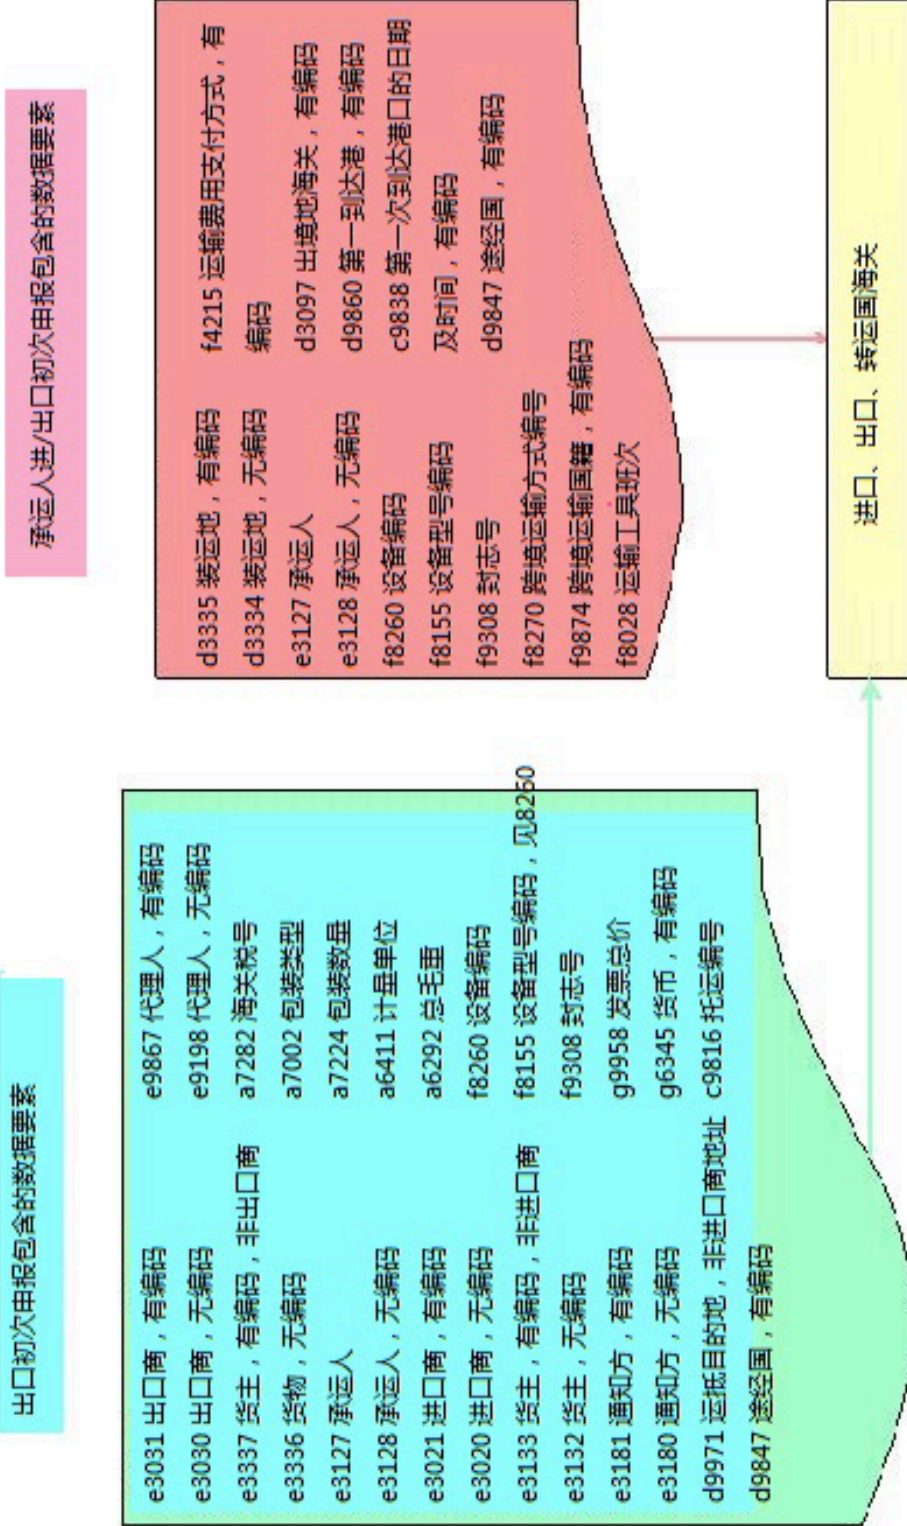 出口初次申报包含的数据要素
e3031 出口商，有编码
e3030 出口商，无编码
e3337 货主，有编码，非出口商
e3336 货物，无编码
e3127 承运人
e3128 承运人，无编码
e3021 进口商，有编码
e3020 进口商，无编码
e3133 货主，有编码，非进口商
e3132 货主，无编码
e3181 通知方，有编码
e3180 通知方，无编码
d9971 运抵目的地，非进口商地址
d9847 途经国，有编码
e9867 代理人，有编码
e9198 代理人，无编码
a7282 海关税号
a7002 包装类型
a7224 包装数量
a6411 计量单位
a6292 总毛重
f8260 设备编码
f8155 设备型号编码，见8260
f9308 封志号
g9958 发票总价
g6345 货币，有编码
c9816 托运编号
承运人进/出口初次申报包含的数据要素
d3335 装运地，有编码
d3334 装运地，无编码
e3127 承运人
e3128 承运人，无编码
f8260 设备编码
f8155 设备型号编码
f9308 封志号
f8270 跨境运输方式编号
f9874 跨境运输国籍，有编码
f8028 运输工具班次
f4215 运输费用支付方式，有
编码
d3097 出境地海关，有编码
d9860 第一到达港，有编码
c9838 第一次到达港口的日期
及时间，有编码
d9847 途经国，有编码
进口、出口、转运国海关